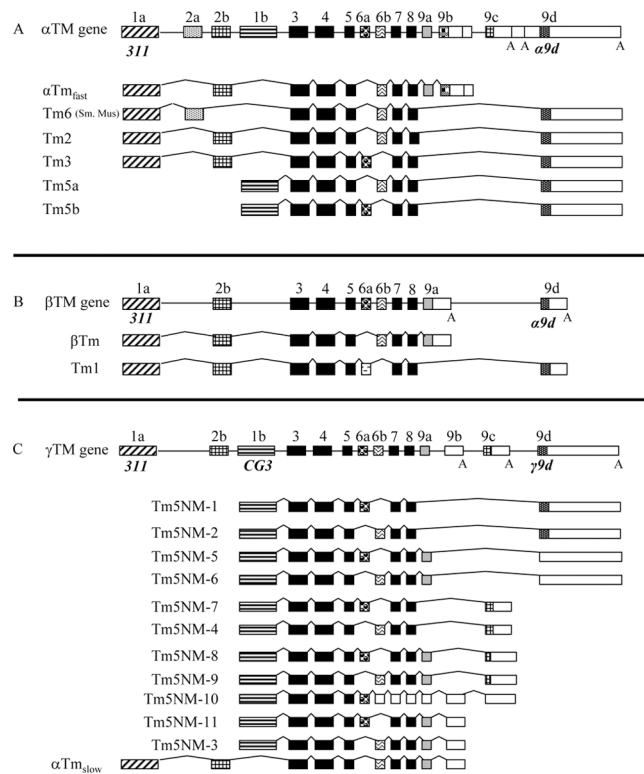 1a 2a 2b 1b 3 4 5 6a 6b 7 8 9a 9b 9c 9d
A αTM gene
311 A A α9d A
αTm fast
Tm6 (Sm. Mus)
Tm2
Tm3
Tm5a
Tm5b
1a 2b 3 4 5 6a 6b 7 8 9a 9d
B βTM gene
311 A α9d A
βTm
Tm1
1a 2b 1b 3 4 5 6a 6b 7 8 9a 9b 9c 9d
C γTM gene
311 CG3 A A γ9d A
Tm5NM-1
Tm5NM-2
Tm5NM-5
Tm5NM-6
Tm5NM-7
Tm5NM-4
Tm5NM-8
Tm5NM-9
Tm5NM-10
Tm5NM-11
Tm5NM-3
αTm slow